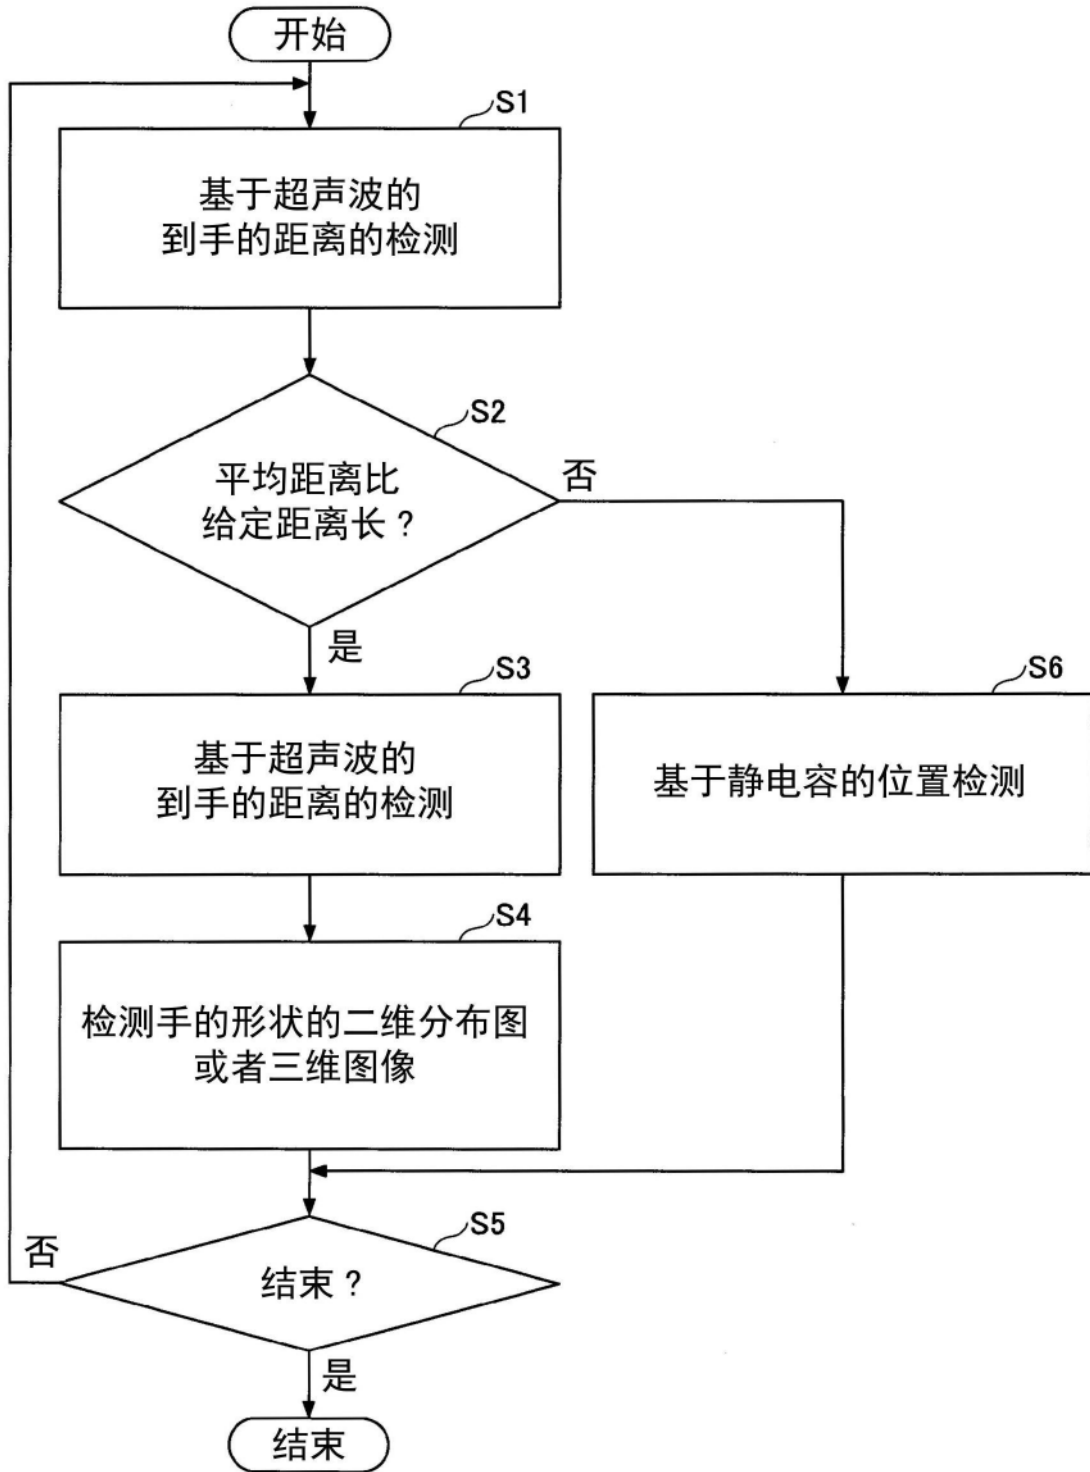 开始
S1
基于超声波的
到手的距离的检测
S2
平均距离比
给定距离长?
否
是
S3
基于超声波的
到手的距离的检测
S6
基于静电容的位置检测
S4
检测手的形状的二维分布图
或者三维图像
S5
否
结束?
是
结束